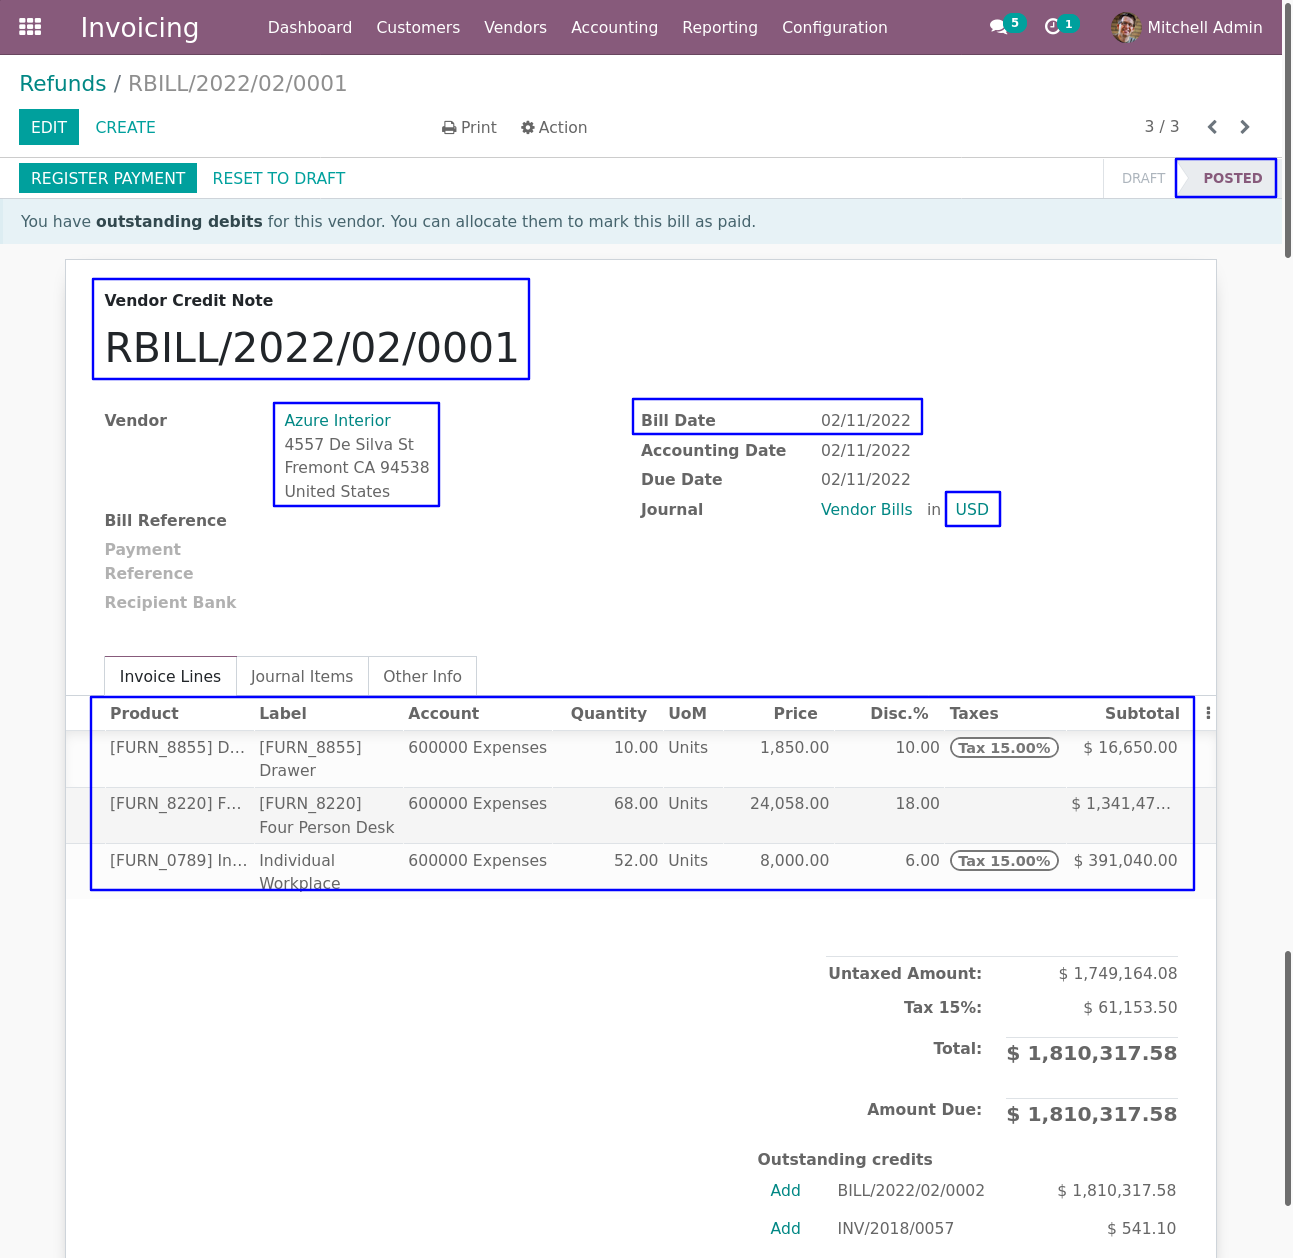 Invoicing Dashboard Customers Vendors Accounting Reporting Configuration 5 1 Mitchell Admin
Refunds / RBILL/2022/02/0001
EDIT CREATE Print Action 3 / 3
REGISTER PAYMENT RESET TO DRAFT DRAFT POSTED
You have outstanding debits for this vendor. You can allocate them to mark this bill as paid.
Vendor Credit Note
RBILL/2022/02/0001
Vendor Azure Interior Bill Date 02/11/2022
4557 De Silva St
Fremont CA 94538
United States
Accounting Date 02/11/2022
Due Date 02/11/2022
Journal Vendor Bills in USD
Bill Reference
Payment
Reference
Recipient Bank
Invoice Lines Journal Items Other Info
Product Label Account Quantity UoM Price Disc.% Taxes Subtotal
[FURN_8855] D... [FURN_8855] 600000 Expenses 10.00 Units 1,850.00 10.00 Tax 15.00% $ 16,650.00
Drawer
[FURN_8220] F... [FURN_8220] 600000 Expenses 68.00 Units 24,058.00 18.00 $ 1,341,47...
Four Person Desk
[FURN_0789] In... Individual 600000 Expenses 52.00 Units 8,000.00 6.00 Tax 15.00% $ 391,040.00
Workplace
Untaxed Amount: $ 1,749,164.08
Tax 15%: $ 61,153.50
Total: $ 1,810,317.58
Amount Due: $ 1,810,317.58
Outstanding credits
Add BILL/2022/02/0002 $ 1,810,317.58
Add INV/2018/0057 $ 541.10